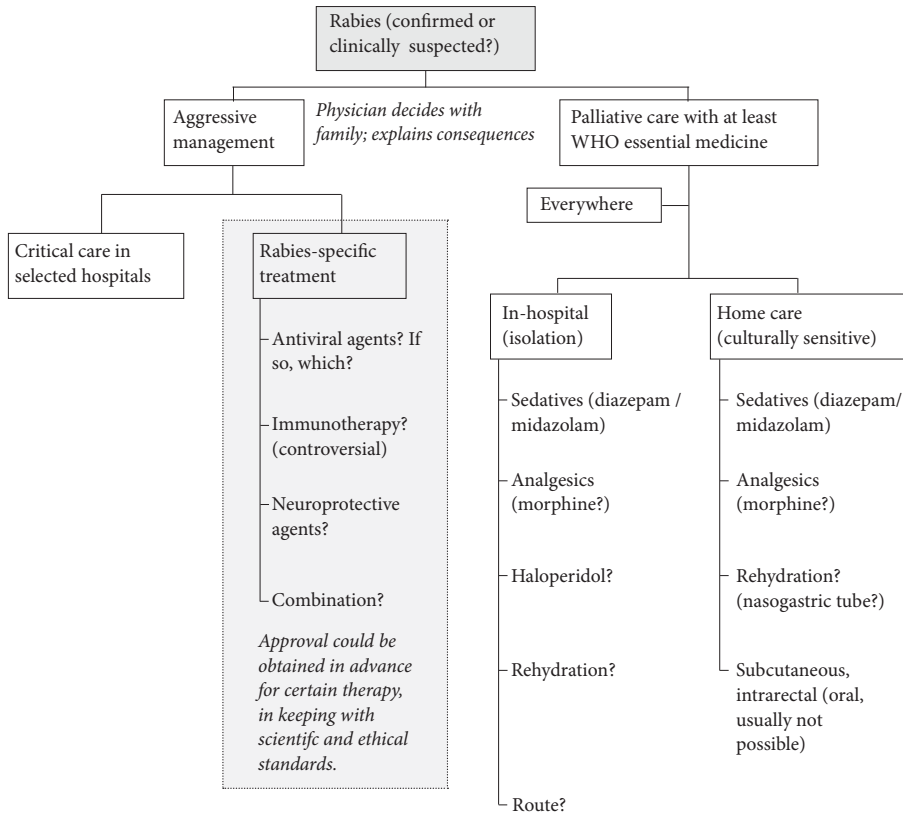 Rabies (confirmed or
clinically suspected?)
Aggressive
management
Physician decides with
family; explains consequences
Palliative care with at least
WHO essential medicine
Everywhere
Critical care in
selected hospitals
Rabies-specific
treatment
Antiviral agents? If
so, which?
Immunotherapy?
(controversial)
Neuroprotective
agents?
Combination?
Approval could be
obtained in advance
for certain therapy,
in keeping with
scientifc and ethical
standards.
In-hospital
(isolation)
Sedatives (diazepam /
midazolam)
Analgesics
(morphine?)
Haloperidol?
Rehydration?
Route?
Home care
(culturally sensitive)
Sedatives (diazepam/
midazolam)
Analgesics
(morphine?)
Rehydration?
(nasogastric tube?)
Subcutaneous,
intrarectal (oral,
usually not
possible)